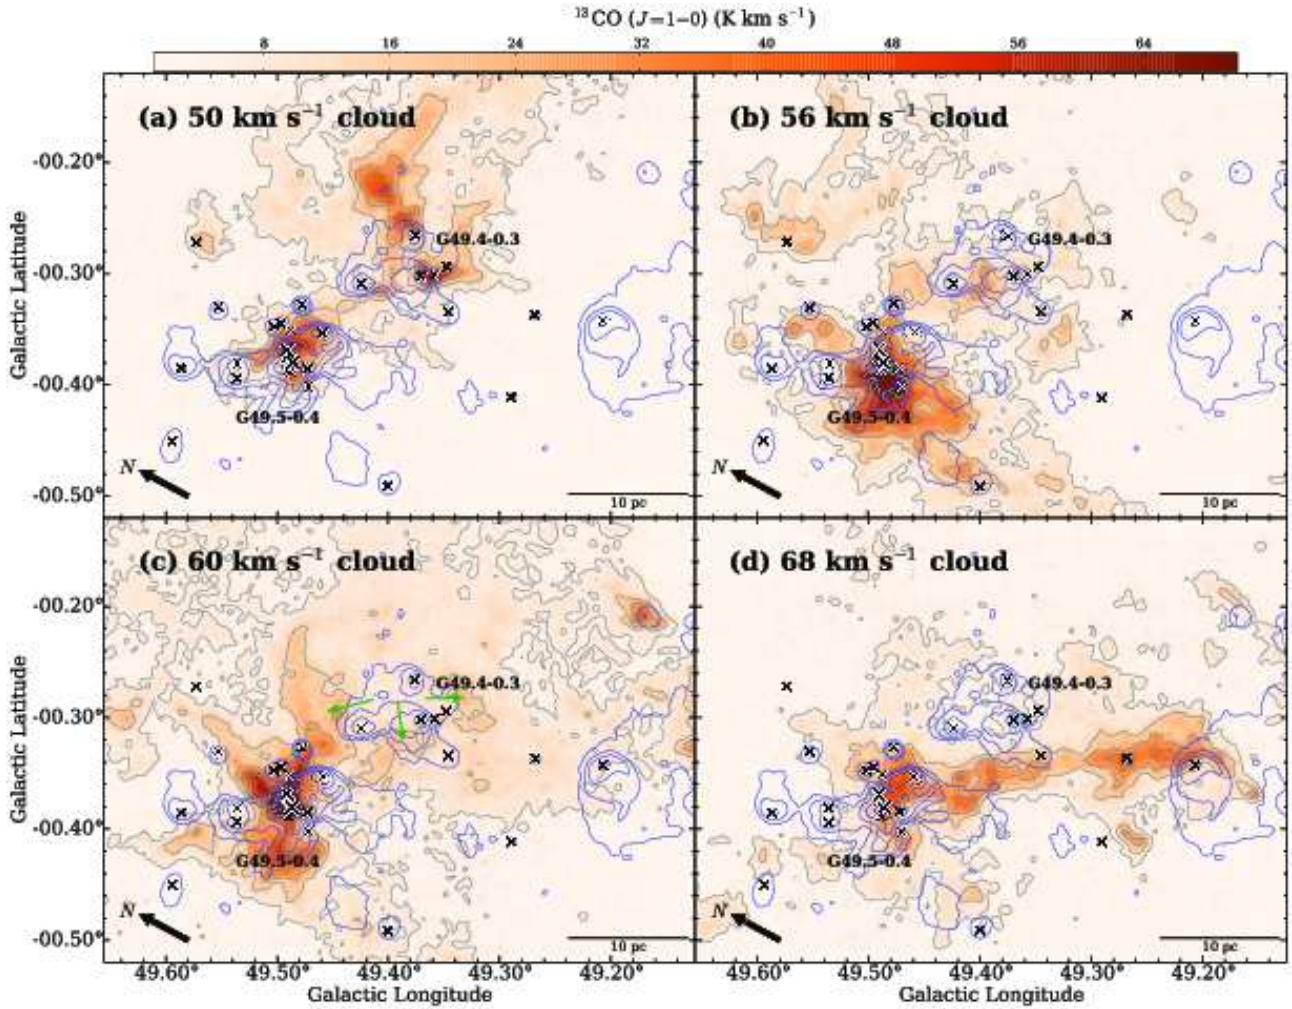 ¹³CO (J=1–0) (K km s⁻¹)
8 16 24 32 40 48 56 64
(a) 50 km s⁻¹ cloud
(b) 56 km s⁻¹ cloud
-00.20°
-00.30°
-00.40°
-00.50°
Galactic Latitude
G49.4-0.3
G49.5-0.4
N
10 pc
G49.4-0.3
G49.5-0.4
N
10 pc
(c) 60 km s⁻¹ cloud
(d) 68 km s⁻¹ cloud
-00.20°
-00.30°
-00.40°
-00.50°
Galactic Latitude
G49.4-0.3
G49.5-0.4
N
10 pc
G49.4-0.3
G49.5-0.4
N
10 pc
49.60° 49.50° 49.40° 49.30° 49.20°
49.60° 49.50° 49.40° 49.30° 49.20°
Galactic Longitude
Galactic Longitude